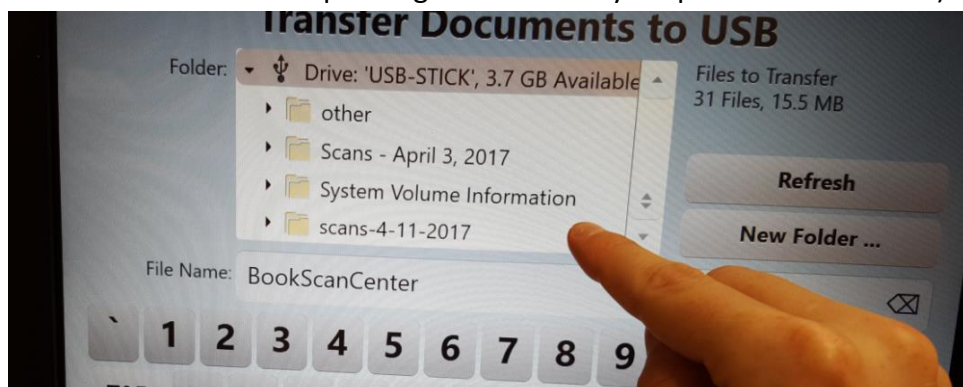 Transfer Documents to USB
Folder:
Drive: 'USB-STICK', 3.7 GB Available
other
Scans - April 3, 2017
System Volume Information
scans-4-11-2017
Files to Transfer
31 Files, 15.5 MB
Refresh
New Folder ...
File Name:
BookScanCenter
` 1 2 3 4 5 6 7 8 9